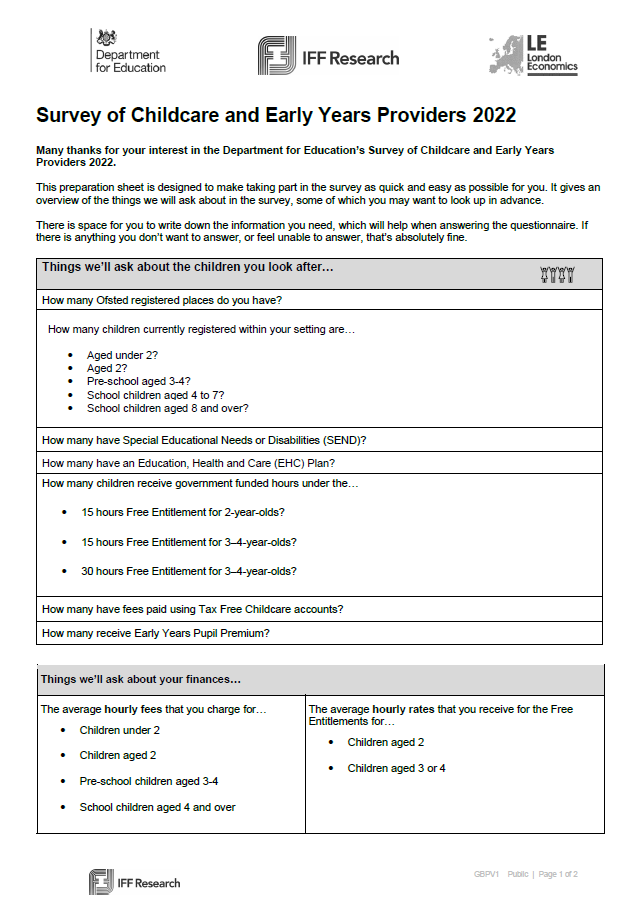 Department
for Education
IFF Research
LE
London
Economics
Survey of Childcare and Early Years Providers 2022
Many thanks for your interest in the Department for Education's Survey of Childcare and Early Years
Providers 2022.
This preparation sheet is designed to make taking part in the survey as quick and easy as possible for you. It gives an
overview of the things we will ask about in the survey, some of which you may want to look up in advance.
There is space for you to write down the information you need, which will help when answering the questionnaire. If
there is anything you don't want to answer, or feel unable to answer, that's absolutely fine.
Things we'll ask about the children you look after…
How many Ofsted registered places do you have?
How many children currently registered within your setting are…
• Aged under 2?
• Aged 2?
• Pre-school aged 3-4?
• School children aged 4 to 7?
• School children aged 8 and over?
How many have Special Educational Needs or Disabilities (SEND)?
How many have an Education, Health and Care (EHC) Plan?
How many children receive government funded hours under the…
• 15 hours Free Entitlement for 2-year-olds?
• 15 hours Free Entitlement for 3–4-year-olds?
• 30 hours Free Entitlement for 3–4-year-olds?
How many have fees paid using Tax Free Childcare accounts?
How many receive Early Years Pupil Premium?
Things we'll ask about your finances…
The average hourly fees that you charge for…
• Children under 2
• Children aged 2
• Pre-school children aged 3-4
• School children aged 4 and over
The average hourly rates that you receive for the Free
Entitlements for…
• Children aged 2
• Children aged 3 or 4
IFF Research
GBPV1 Public | Page 1 of 2